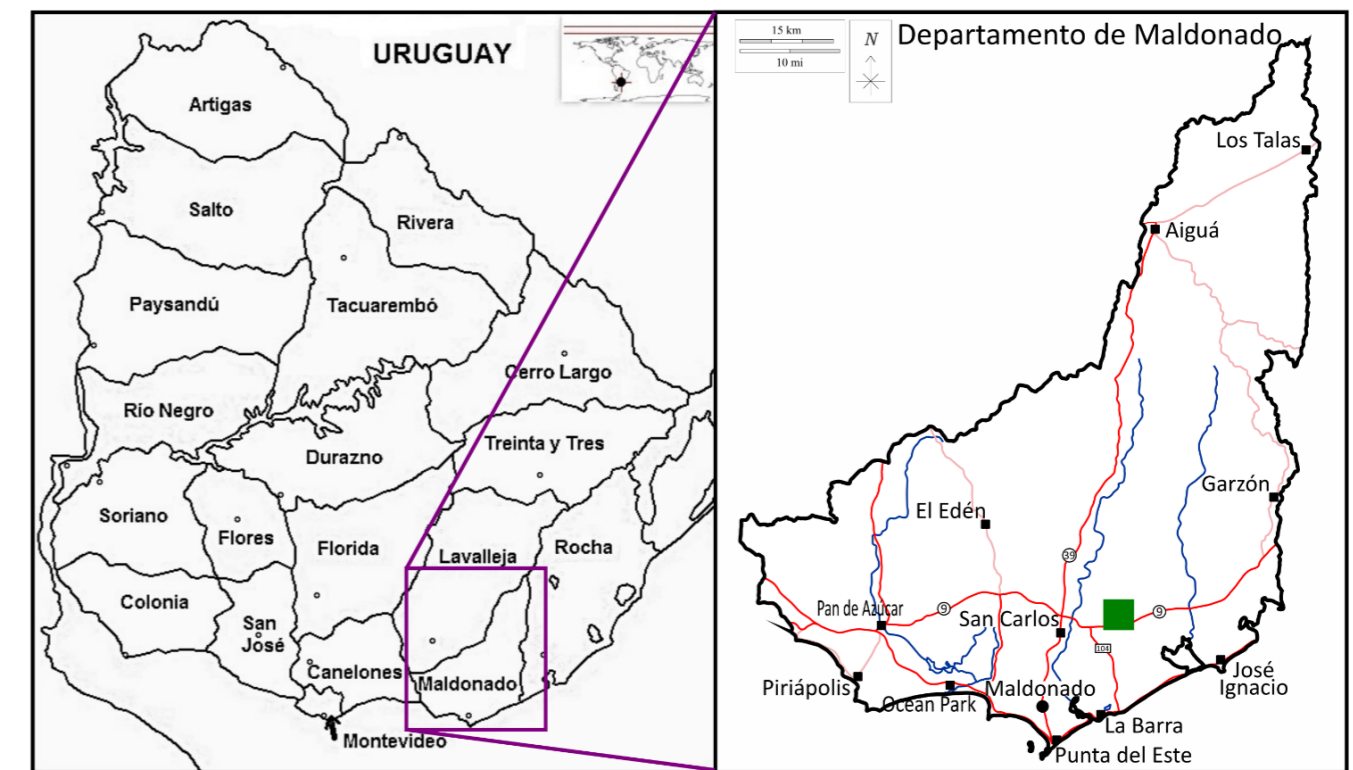 URUGUAY
Artigas
Salto
Rivera
Paysandú
Tacuarembó
Cerro Largo
Río Negro
Treinta y Tres
Durazno
Soriano
Flores
Florida
Lavalleja
Rocha
Colonia
San
José
Canelones
Maldonado
Montevideo
15 km
10 mi
N
Departamento de Maldonado
Los Talas
Aiguá
Garzón
El Edén
39
Pan de Azúcar
9
San Carlos
9
104
Piriápolis
Ocean Park
Maldonado
José
Ignacio
La Barra
Punta del Este